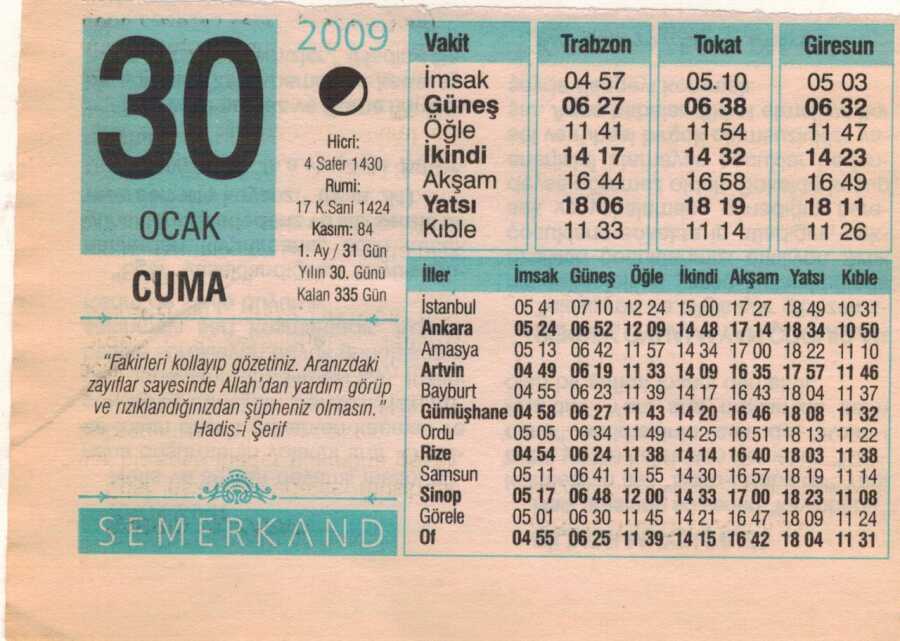 30
OCAK
CUMA
2009
Hicri:
4 Safer 1430
Rumi:
17 K.Sani 1424
Kasım: 84
1. Ay / 31 Gün
Yılın 30. Günü
Kalan 335 Gün
"Fakirleri kollayıp gözetiniz. Aranızdaki
zayıflar sayesinde Allah'dan yardım görüp
ve rızıklandığınızdan şüpheniz olmasın."
Hadis-i Şerif
SEMERKAND
Vakit Trabzon Tokat Giresun
İmsak 04 57 05.10 05 03
Güneş 06 27 06 38 06 32
Öğle 11 41 11 54 11 47
İkindi 14 17 14 32 14 23
Akşam 16 44 16 58 16 49
Yatsı 18 06 18 19 18 11
Kıble 11 33 11 14 11 26
İller İmsak Güneş Öğle İkindi Akşam Yatsı Kıble
İstanbul 05 41 07 10 12 24 15 00 17 27 18 49 10 31
Ankara 05 24 06 52 12 09 14 48 17 14 18 34 10 50
Amasya 05 13 06 42 11 57 14 34 17 00 18 22 11 10
Artvin 04 49 06 19 11 33 14 09 16 35 17 57 11 46
Bayburt 04 55 06 23 11 39 14 17 16 43 18 04 11 37
Gümüşhane 04 58 06 27 11 43 14 20 16 46 18 08 11 32
Ordu 05 05 06 34 11 49 14 25 16 51 18 13 11 22
Rize 04 54 06 24 11 38 14 14 16 40 18 03 11 38
Samsun 05 11 06 41 11 55 14 30 16 57 18 19 11 14
Sinop 05 17 06 48 12 00 14 33 17 00 18 23 11 08
Görele 05 01 06 30 11 45 14 21 16 47 18 09 11 24
Of 04 55 06 25 11 39 14 15 16 42 18 04 11 31